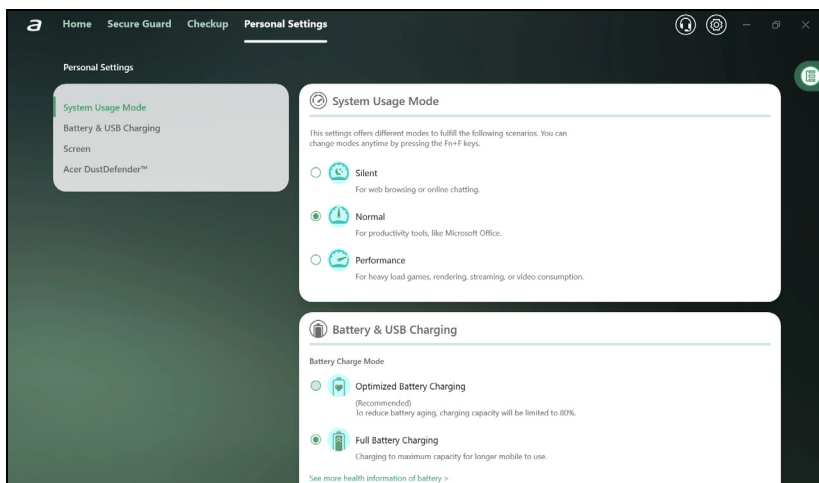 Home Secure Guard Checkup Personal Settings
Personal Settings
System Usage Mode
Battery & USB Charging
Screen
Acer DustDefender™
System Usage Mode
This settings offers different modes to fulfill the following scenarios. You can
change modes anytime by pressing the Fn+F keys.
Silent
For web browsing or online chatting.
Normal
For productivity tools, like Microsoft Office.
Performance
For heavy load games, rendering, streaming, or video consumption.
Battery & USB Charging
Battery Charge Mode
Optimized Battery Charging
(Recommended)
To reduce battery aging, charging capacity will be limited to 80%.
Full Battery Charging
Charging to maximum capacity for longer mobile to use.
See more health information of battery >